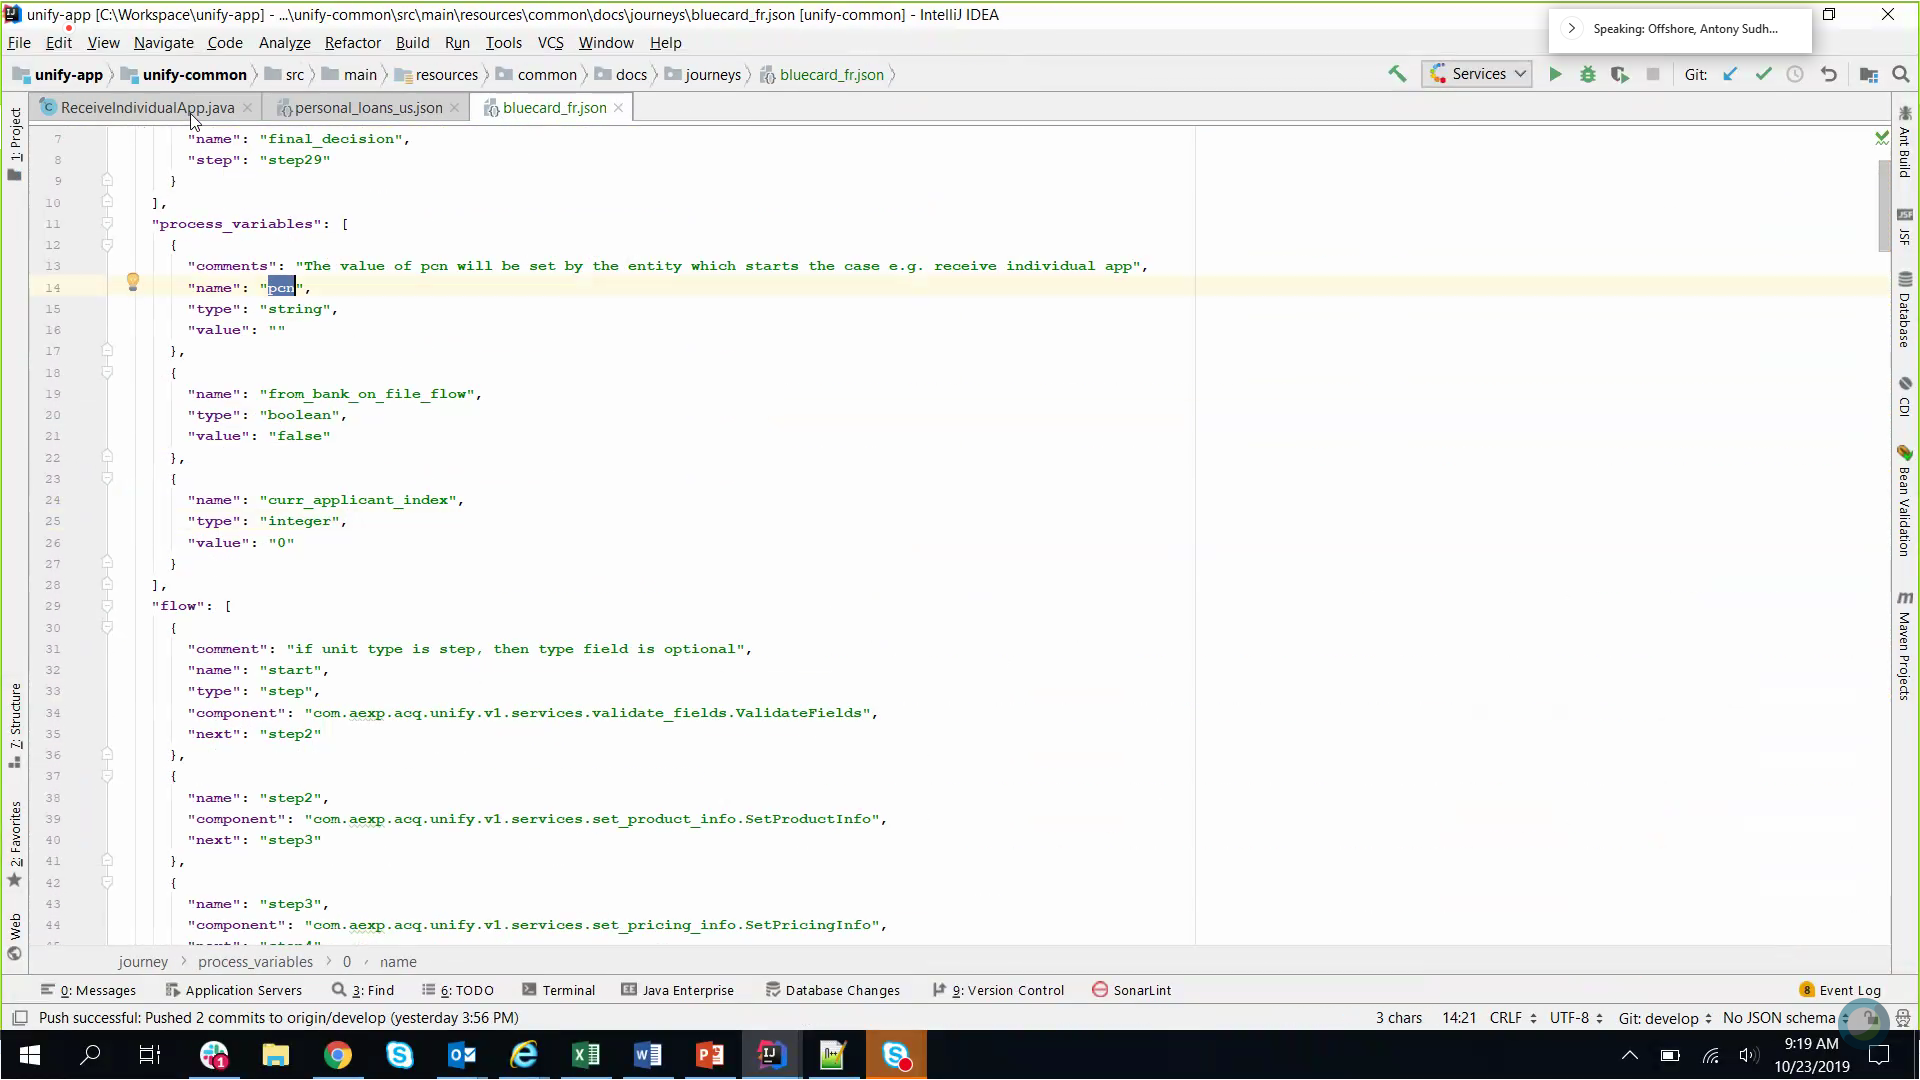 unify-app [C:\Workspace\unify-app] - ...\unify-common\src\main\resources\common\docs\journeys\bluecard_fr.json [unify-common] - IntelliJ IDEA
Speaking: Offshore, Antony Sudh...
File Edit View Navigate Code Analyze Refactor Build Run Tools VCS Window Help
unify-app unify-common src main resources common docs journeys bluecard_fr.json
Services Git:
ReceiveIndividualApp.java personal_loans_us.json bluecard_fr.json
7 "name": "final_decision",
8 "step": "step29"
9 }
10 ],
11 "process_variables": [
12 {
13 "comments": "The value of pcn will be set by the entity which starts the case e.g. receive individual app",
14 "name": "pcn",
15 "type": "string",
16 "value": ""
17 },
18 {
19 "name": "from_bank_on_file_flow",
20 "type": "boolean",
21 "value": "false"
22 },
23 {
24 "name": "curr_applicant_index",
25 "type": "integer",
26 "value": "0"
27 }
28 ],
29 "flow": [
30 {
31 "comment": "if unit type is step, then type field is optional",
32 "name": "start",
33 "type": "step",
34 "component": "com.aexp.acq.unify.v1.services.validate_fields.ValidateFields",
35 "next": "step2"
36 },
37 {
38 "name": "step2",
39 "component": "com.aexp.acq.unify.v1.services.set_product_info.SetProductInfo",
40 "next": "step3"
41 },
42 {
43 "name": "step3",
44 "component": "com.aexp.acq.unify.v1.services.set_pricing_info.SetPricingInfo",
1: Project
7: Structure
2: Favorites
Web
Ant Build
JSF
Database
CDI
Bean Validation
Maven Projects
journey process_variables 0 name
0: Messages Application Servers 3: Find 6: TODO Terminal Java Enterprise Database Changes 9: Version Control SonarLint 8 Event Log
Push successful: Pushed 2 commits to origin/develop (yesterday 3:56 PM) 3 chars 14:21 CRLF UTF-8 Git: develop No JSON schema
9:19 AM
10/23/2019